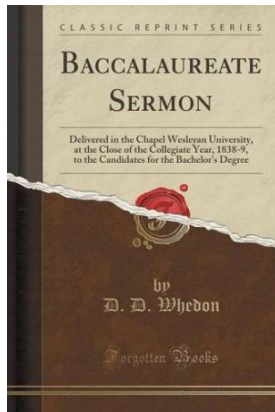 CLASSIC REPRINT SERIES
BACCALAUREATE
SERMON
Delivered in the Chapel Wesleyan University,
at the Close of the Collegiate Year, 1838-9,
to the Candidates for the Bachelor's Degree
by
D. D. Whedon
Forgotten Books